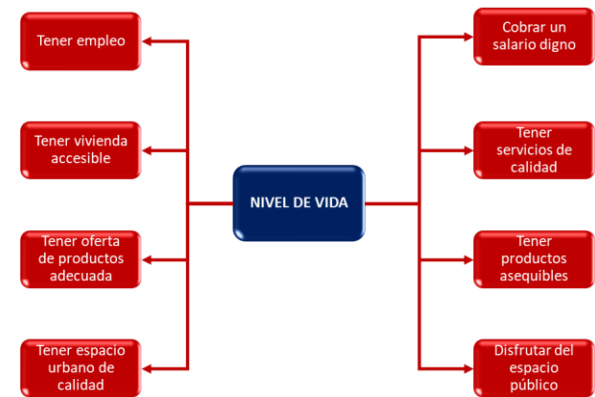 Tener empleo
Tener vivienda
accesible
Tener oferta
de productos
adecuada
Tener espacio
urbano de
calidad
NIVEL DE VIDA
Cobrar un
salario digno
Tener
servicios de
calidad
Tener
productos
asequibles
Disfrutar del
espacio
público